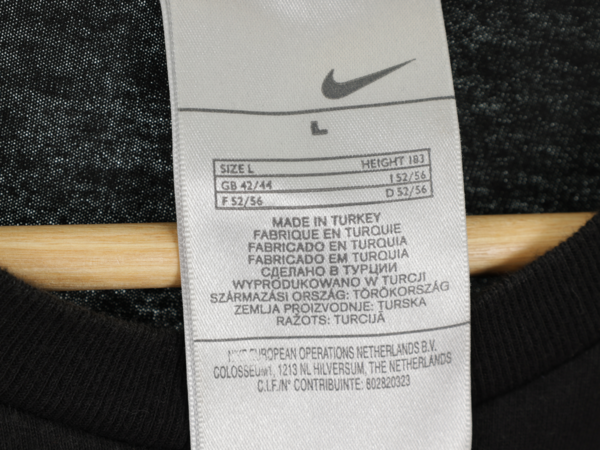 L
SIZE L HEIGHT 183
GB 42/44 I 52/56
F 52/56 D 52/56
MADE IN TURKEY
FABRIQUE EN TURQUIE
FABRICADO EN TURQUIA
FABRICADO EM TURQUIA
СДЕЛАНО В ТУРЦИИ
WYPRODUKOWANO W TURCJI
SZÁRMAZÁSI ORSZÁG: TÖRÖKORSZÁG
ZEMLJA PROIZVODNJE: TURSKA
RAŽOTS: TURCIJĀ
EUROPEAN OPERATIONS NETHERLANDS B.V.
COLOSSEUM1, 1213 NL HILVERSUM, THE NETHERLANDS
C.I.F./N° CONTRIBUINTE: 802820323